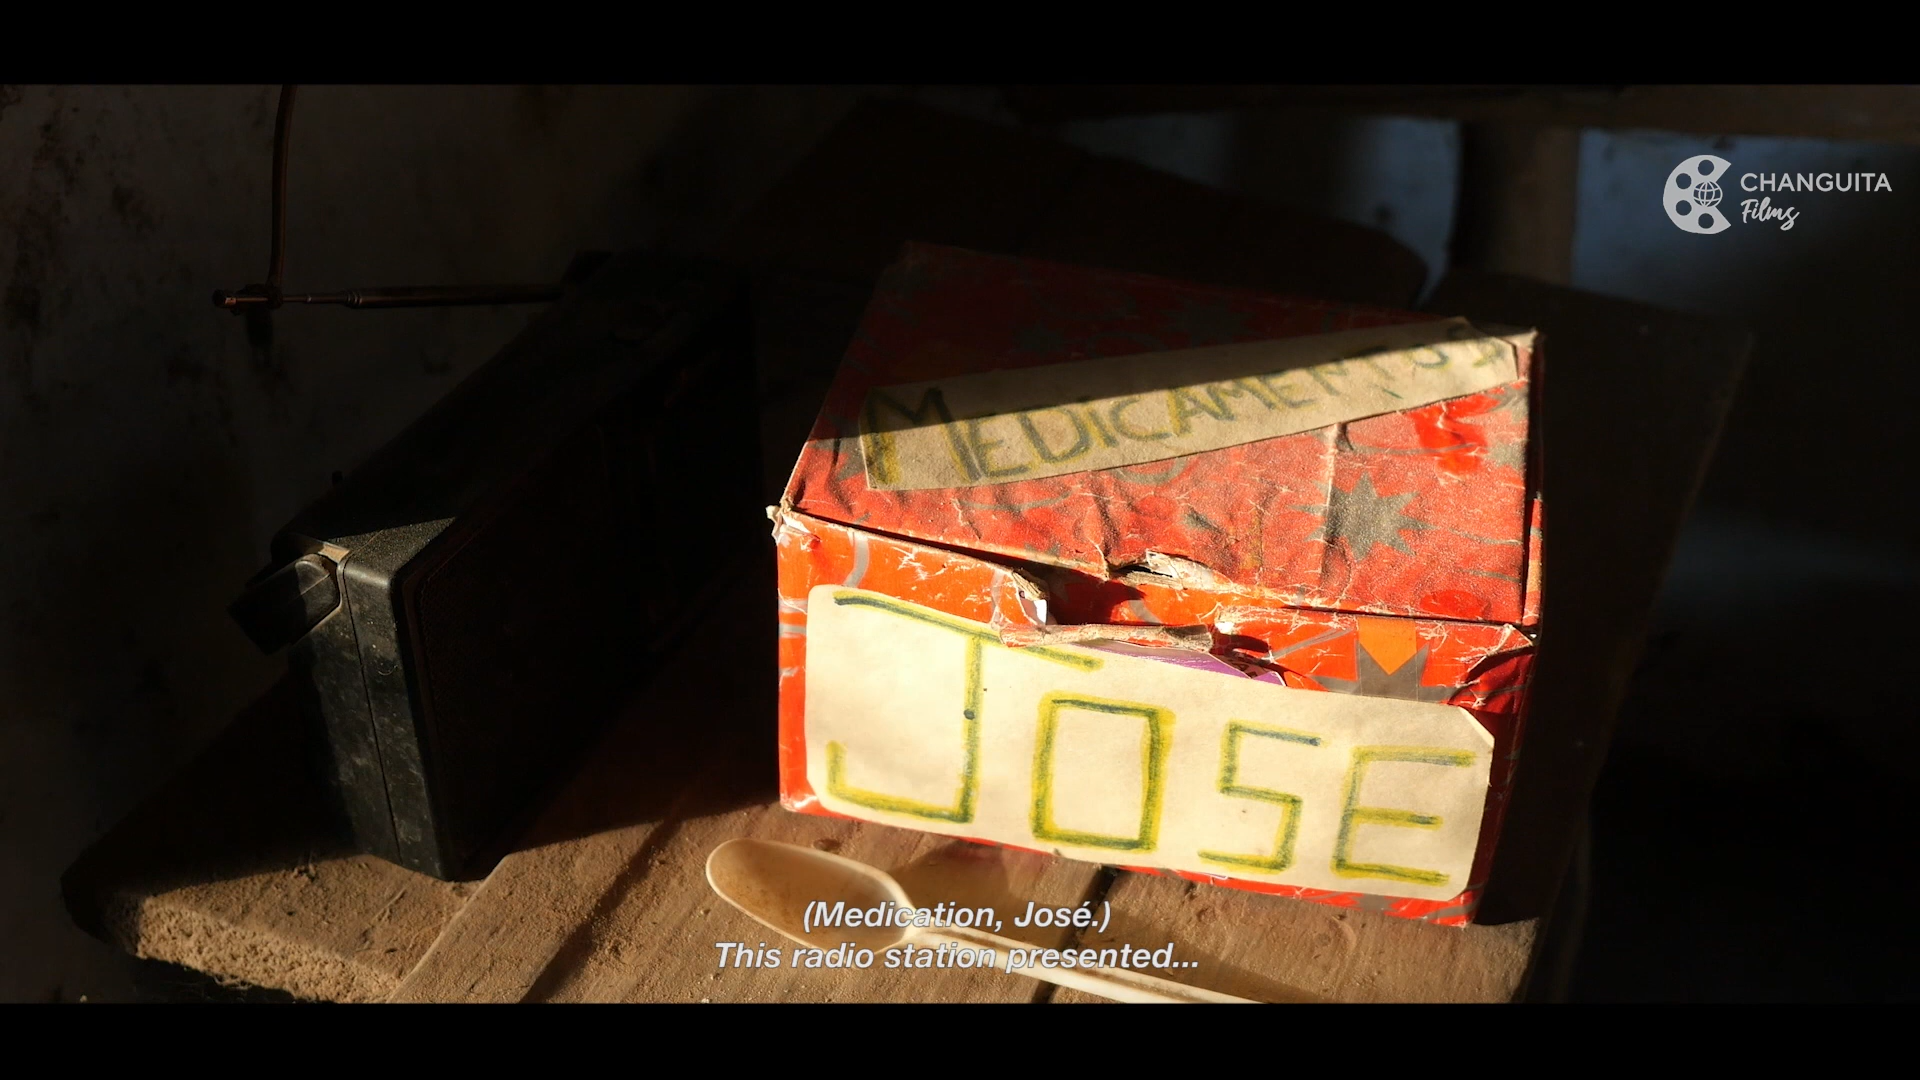 CHANGUITA
Films
MEDICAMENTOS
JOSE
(Medication, José.)
This radio station presented...